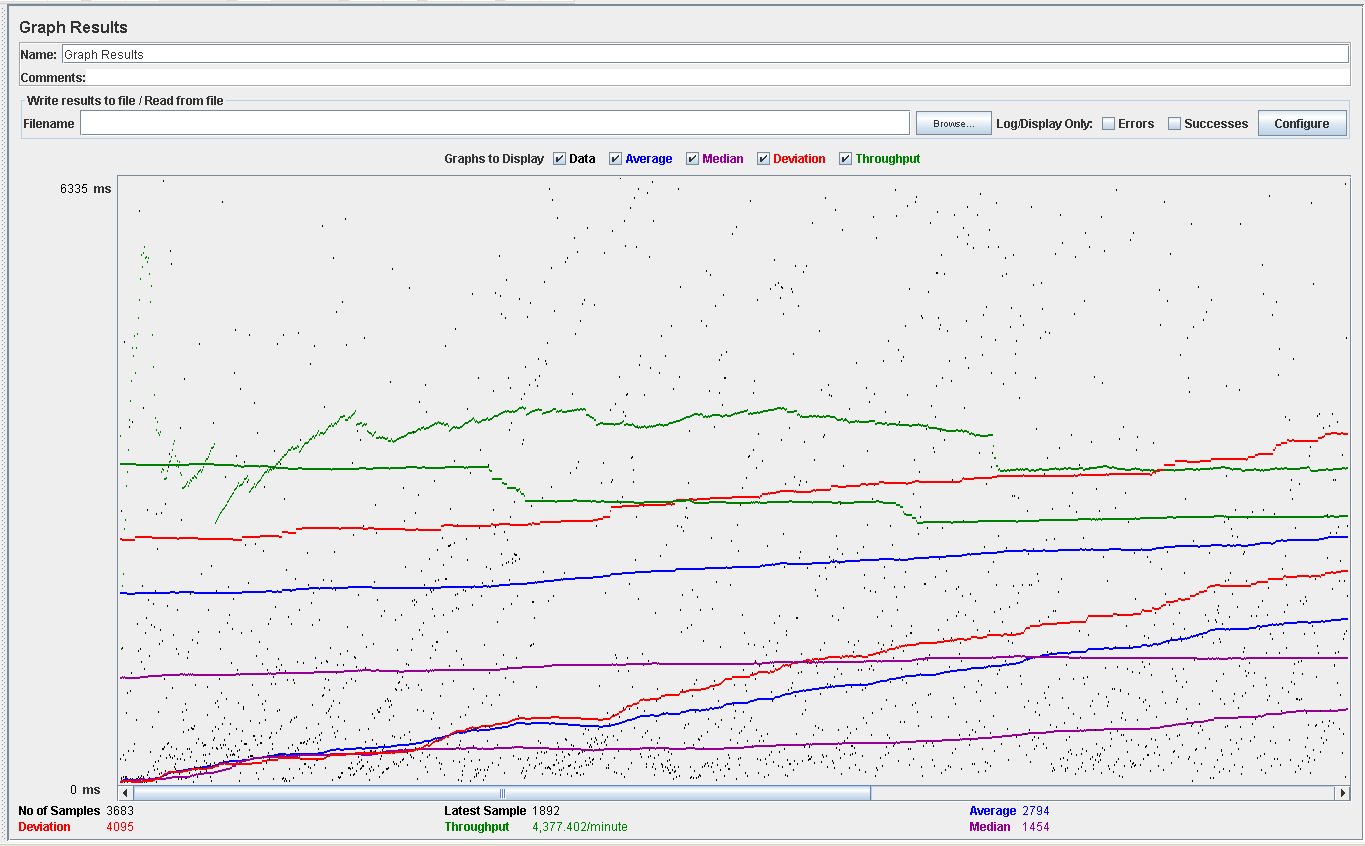 Graph Results
Name: Graph Results
Comments:
Write results to file / Read from file
Filename Browse... Log/Display Only: Errors Successes Configure
Graphs to Display Data Average Median Deviation Throughput
6335 ms
0 ms
No of Samples 3683 Latest Sample 1892 Average 2794
Deviation 4095 Throughput 4,377.402/minute Median 1454